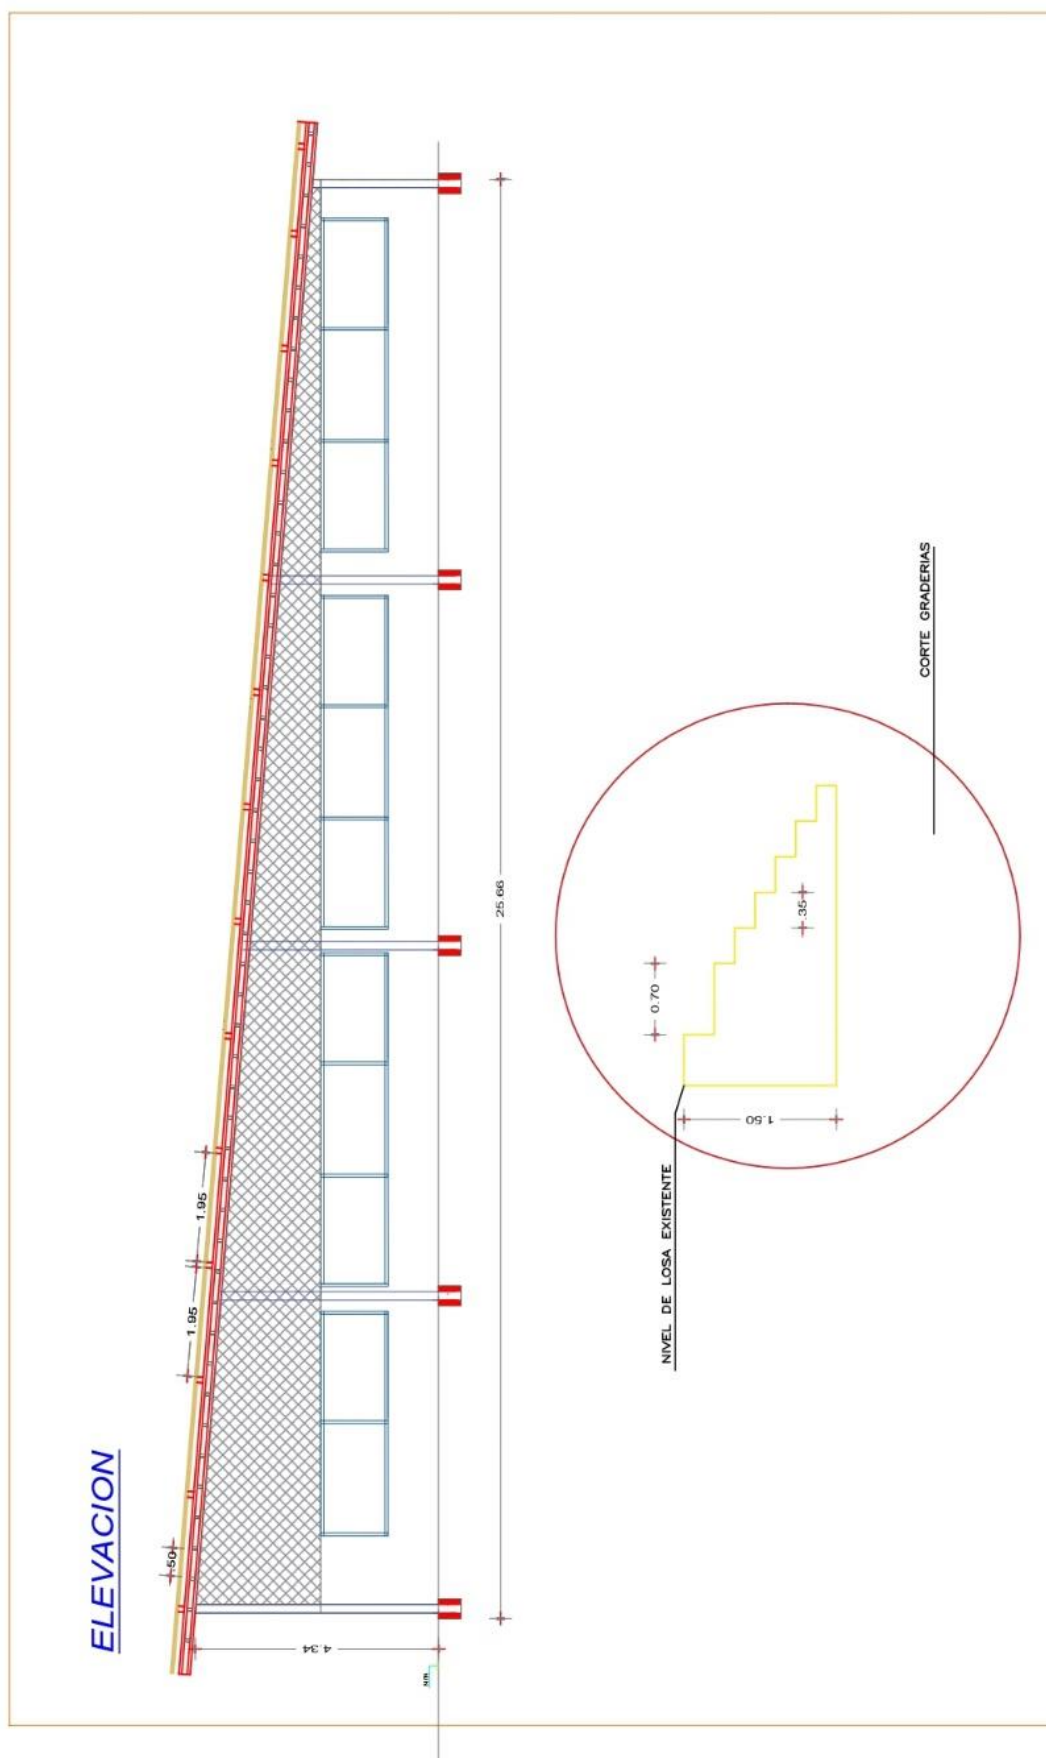 ELEVACION
.50
1.95
1.95
4.34
25.66
NIVEL DE LOSA EXISTENTE
1.50
0.70
.35
CORTE GRADERIAS